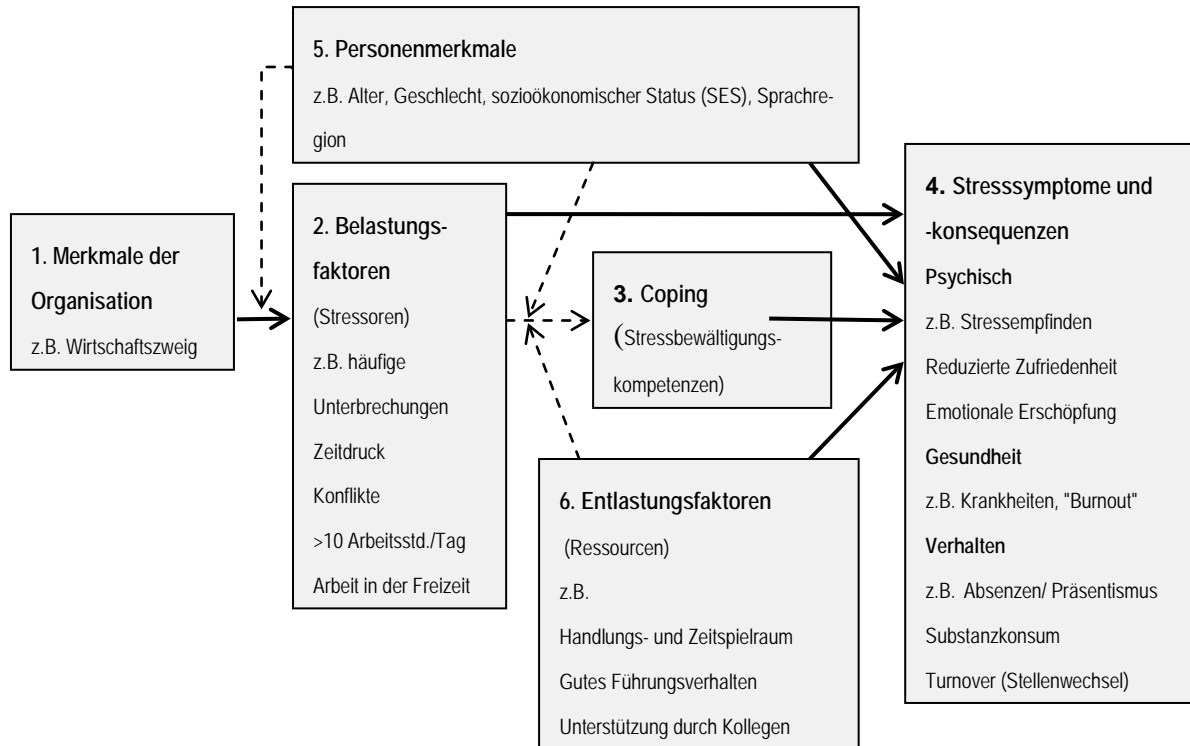 5. Personenmerkmale
z.B. Alter, Geschlecht, sozioökonomischer Status (SES), Sprachre-
gion
1. Merkmale der
Organisation
z.B. Wirtschaftszweig
2. Belastungs-
faktoren
(Stressoren)
z.B. häufige
Unterbrechungen
Zeitdruck
Konflikte
>10 Arbeitsstd./Tag
Arbeit in der Freizeit
3. Coping
(Stressbewältigungs-
kompetenzen)
4. Stresssymptome und
-konsequenzen
Psychisch
z.B. Stressempfinden
Reduzierte Zufriedenheit
Emotionale Erschöpfung
Gesundheit
z.B. Krankheiten, "Burnout"
Verhalten
z.B. Absenzen/ Präsentismus
Substanzkonsum
Turnover (Stellenwechsel)
6. Entlastungsfaktoren
(Ressourcen)
z.B.
Handlungs- und Zeitspielraum
Gutes Führungsverhalten
Unterstützung durch Kollegen